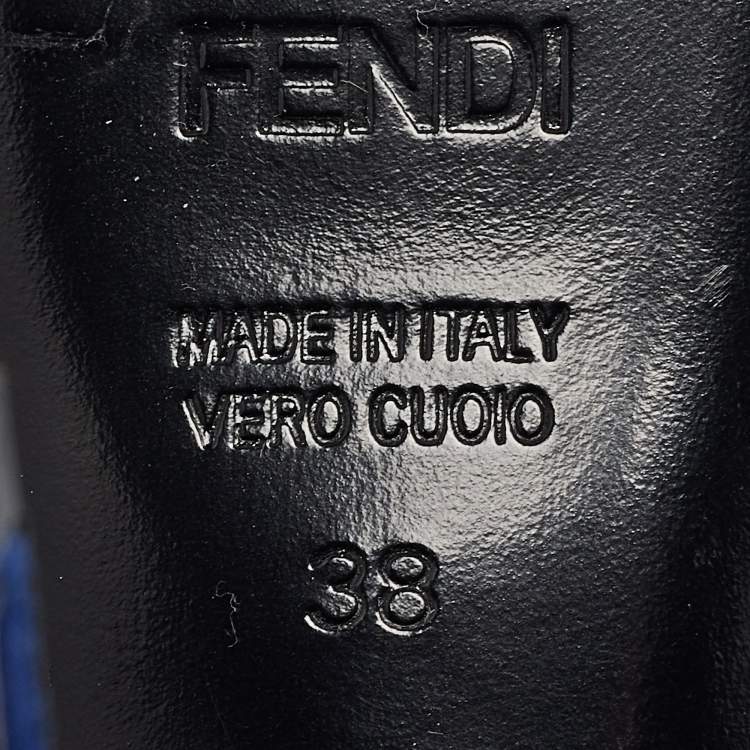 FENDI
MADE IN ITALY
VERO CUOIO
38